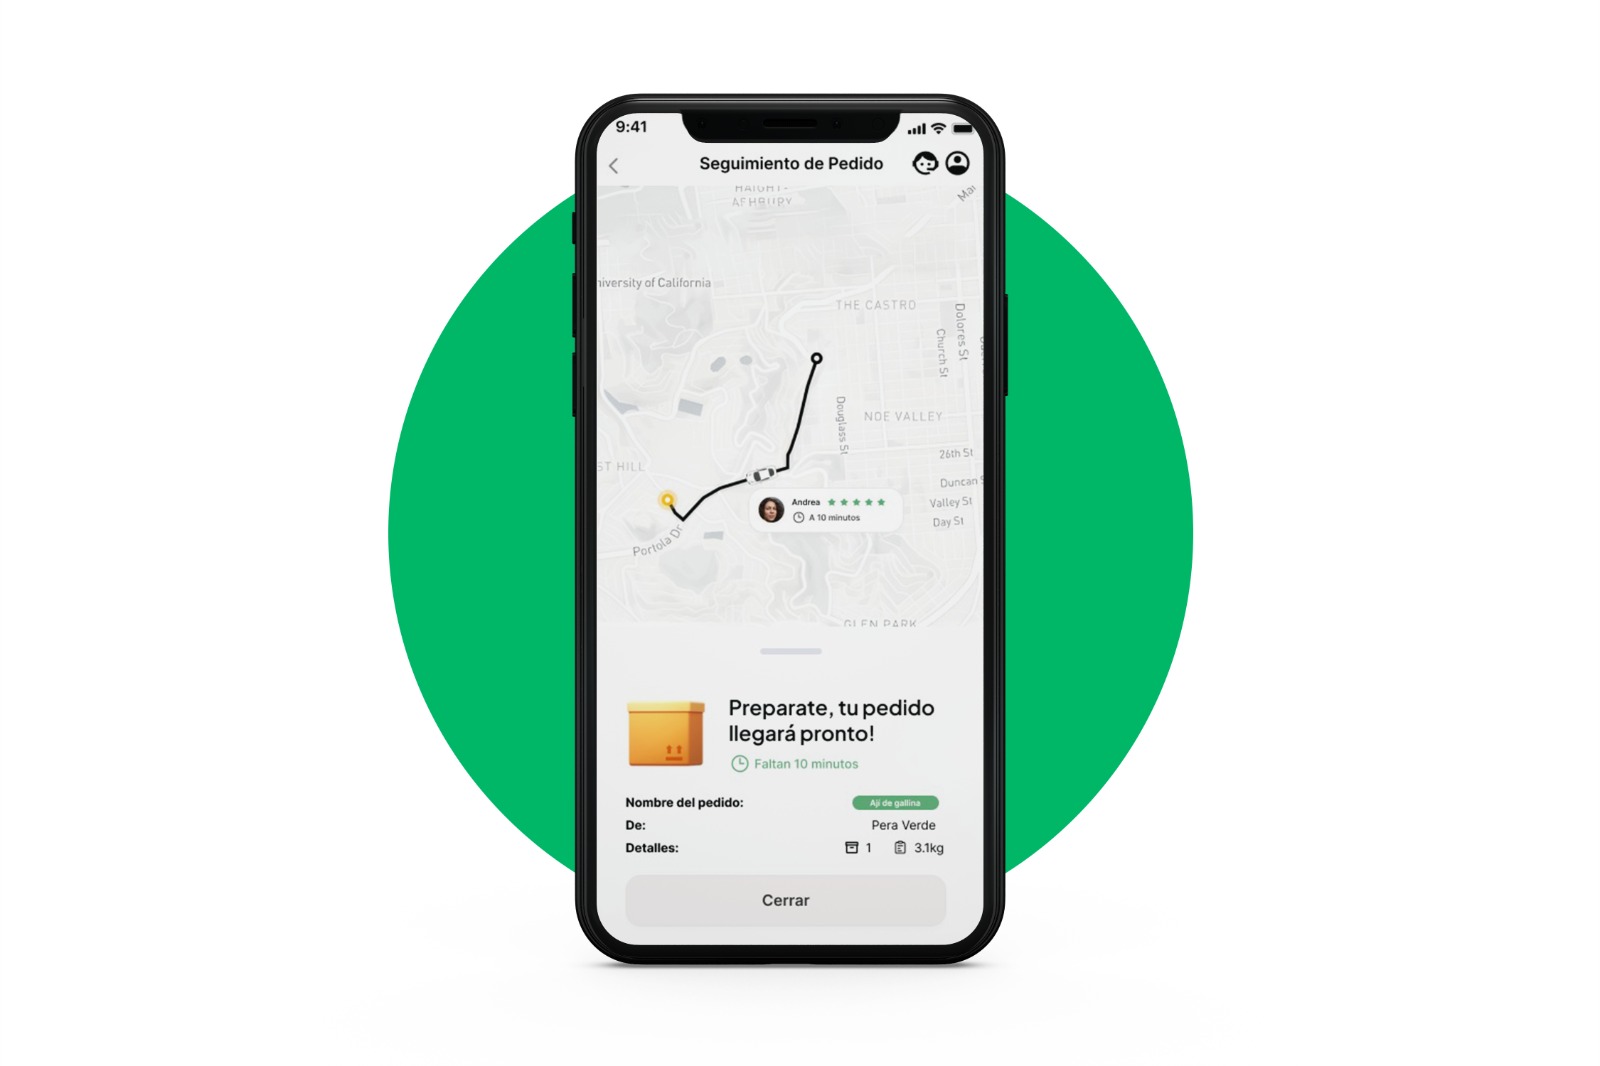 9:41
Seguimiento de Pedido
HAIGHT-
ASHBURY
niversity of California
THE CASTRO
Dolores St
Church St
Douglass St
NOE VALLEY
26th St
ST HILL
Duncan S
Valley St
Day St
Andrea
A 10 minutos
Portola Dr
GLEN PARK
Preparate, tu pedido
llegará pronto!
Faltan 10 minutos
Nombre del pedido: Ají de gallina
De: Pera Verde
Detalles: 1 3.1kg
Cerrar